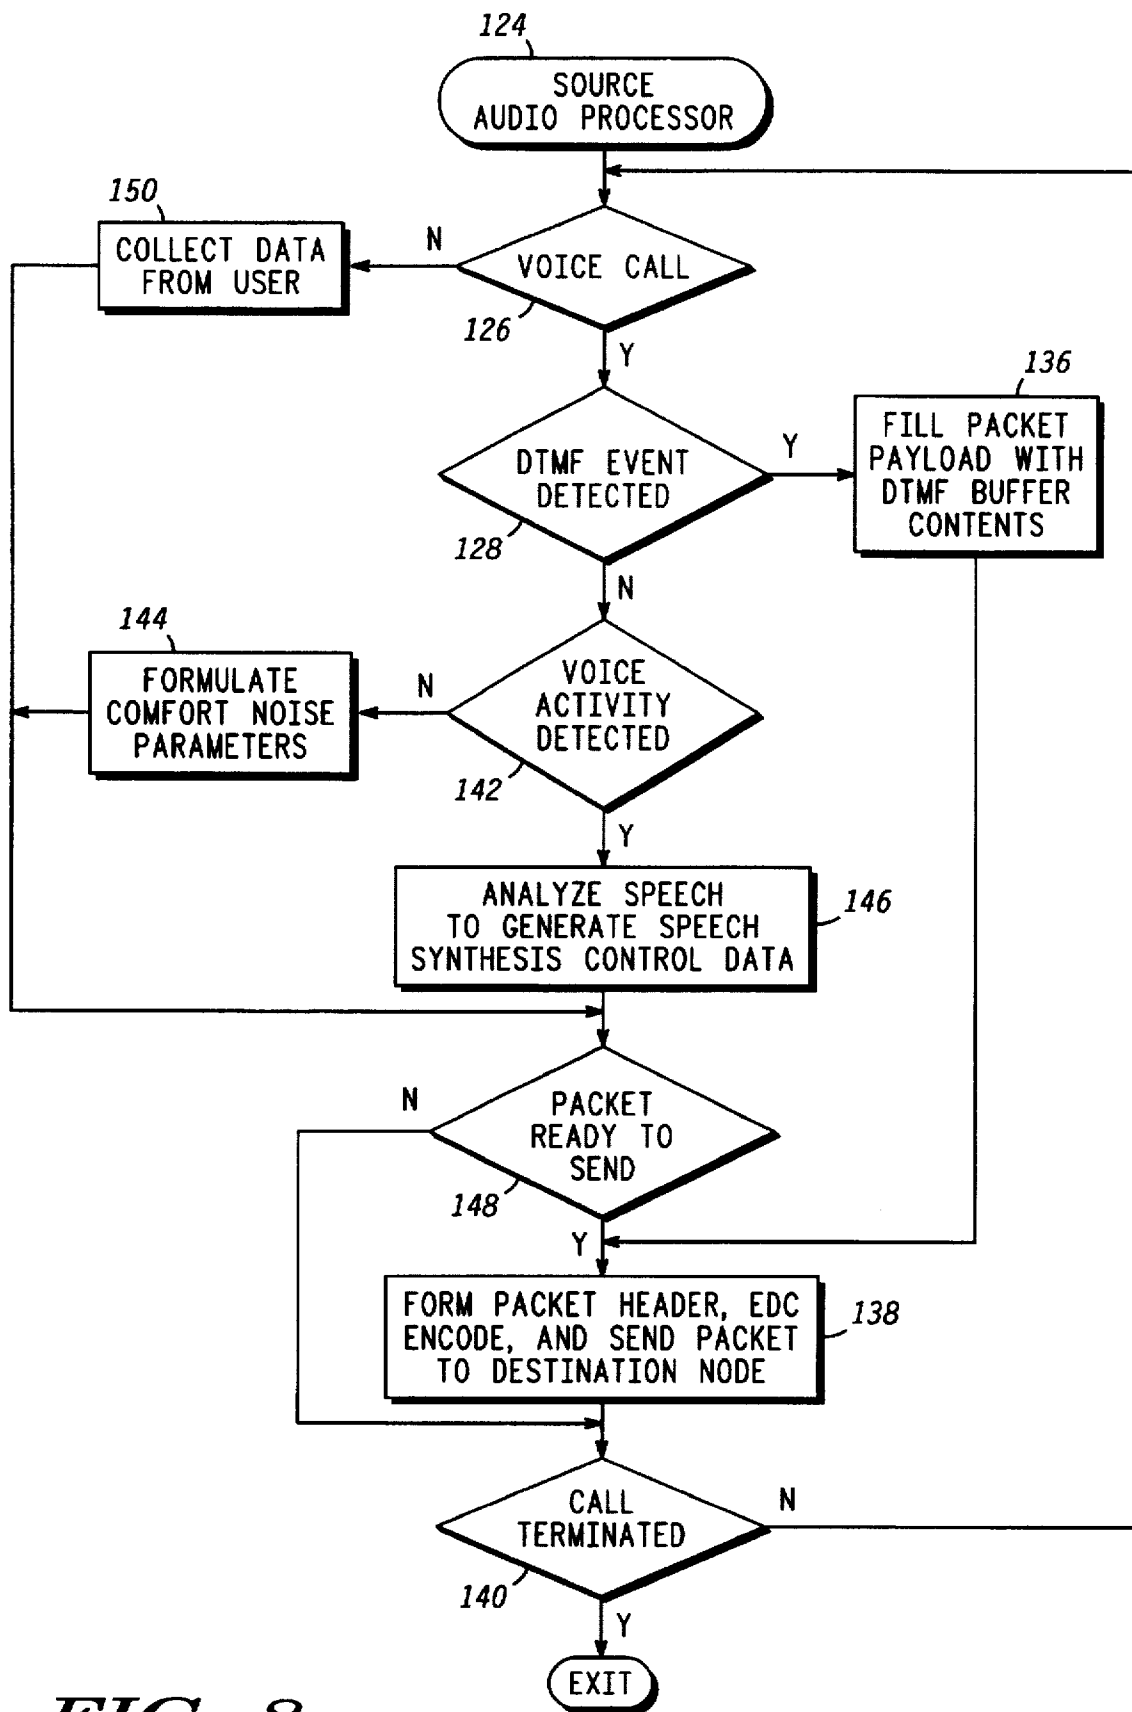 124
SOURCE
AUDIO PROCESSOR
150
COLLECT DATA
FROM USER
N
VOICE CALL
126
Y
136
FILL PACKET
PAYLOAD WITH
DTMF BUFFER
CONTENTS
Y
DTMF EVENT
DETECTED
128
N
144
FORMULATE
COMFORT NOISE
PARAMETERS
N
VOICE
ACTIVITY
DETECTED
142
Y
ANALYZE SPEECH
TO GENERATE SPEECH
SYNTHESIS CONTROL DATA
146
N
PACKET
READY TO
SEND
148
Y
FORM PACKET HEADER, EDC
ENCODE, AND SEND PACKET
TO DESTINATION NODE
138
CALL
TERMINATED
N
140
Y
EXIT
FIG.